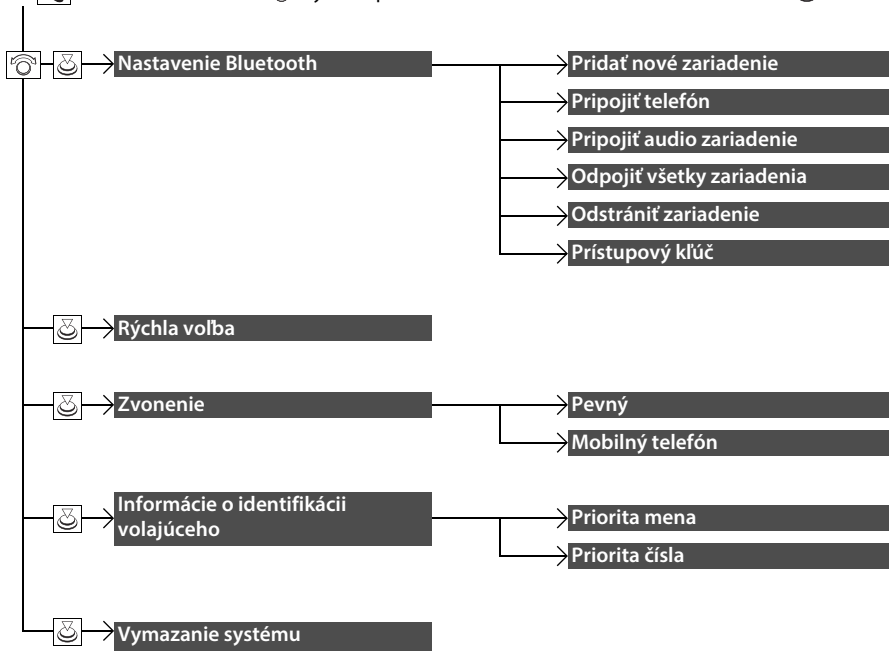 Nastavenie Bluetooth
Pridať nové zariadenie
Pripojiť telefón
Pripojiť audio zariadenie
Odpojiť všetky zariadenia
Odstrániť zariadenie
Prístupový kľúč
Rýchla voľba
Zvonenie
Pevný
Mobilný telefón
Informácie o identifikácii
volajúceho
Priorita mena
Priorita čísla
Vymazanie systému